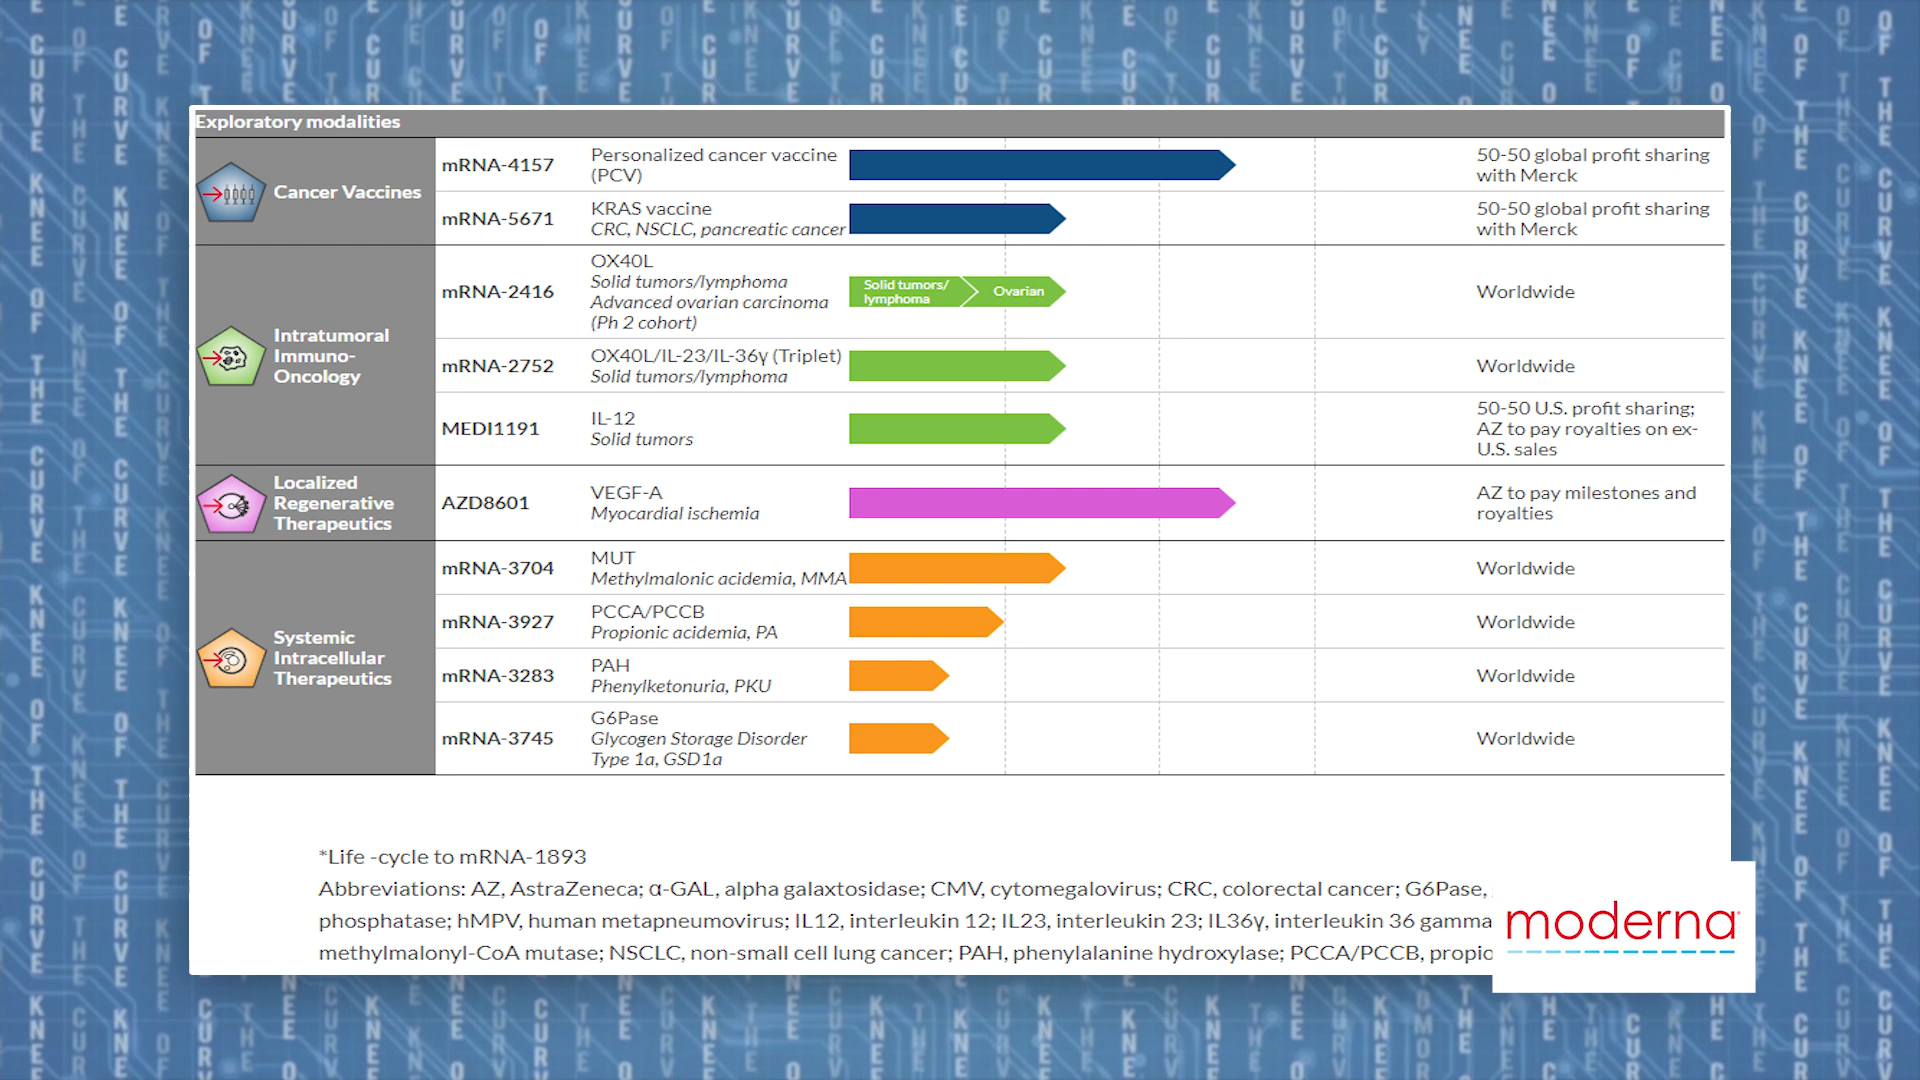 Exploratory modalities
Cancer Vaccines
mRNA-4157
Personalized cancer vaccine
(PCV)
50-50 global profit sharing
with Merck
mRNA-5671
KRAS vaccine
CRC, NSCLC, pancreatic cancer
50-50 global profit sharing
with Merck
Intratumoral
Immuno-
Oncology
mRNA-2416
OX40L
Solid tumors/lymphoma
Advanced ovarian carcinoma
(Ph 2 cohort)
Solid tumors/
lymphoma
Ovarian
Worldwide
mRNA-2752
OX40L/IL-23/IL-36γ (Triplet)
Solid tumors/lymphoma
Worldwide
MEDI1191
IL-12
Solid tumors
50-50 U.S. profit sharing;
AZ to pay royalties on ex-
U.S. sales
Localized
Regenerative
Therapeutics
AZD8601
VEGF-A
Myocardial ischemia
AZ to pay milestones and
royalties
Systemic
Intracellular
Therapeutics
mRNA-3704
MUT
Methylmalonic acidemia, MMA
Worldwide
mRNA-3927
PCCA/PCCB
Propionic acidemia, PA
Worldwide
mRNA-3283
PAH
Phenylketonuria, PKU
Worldwide
mRNA-3745
G6Pase
Glycogen Storage Disorder
Type 1a, GSD1a
Worldwide
*Life -cycle to mRNA-1893
Abbreviations: AZ, AstraZeneca; α-GAL, alpha galaxtosidase; CMV, cytomegalovirus; CRC, colorectal cancer; G6Pase,
phosphatase; hMPV, human metapneumovirus; IL12, interleukin 12; IL23, interleukin 23; IL36γ, interleukin 36 gamma
methylmalonyl-CoA mutase; NSCLC, non-small cell lung cancer; PAH, phenylalanine hydroxylase; PCCA/PCCB, propio
moderna